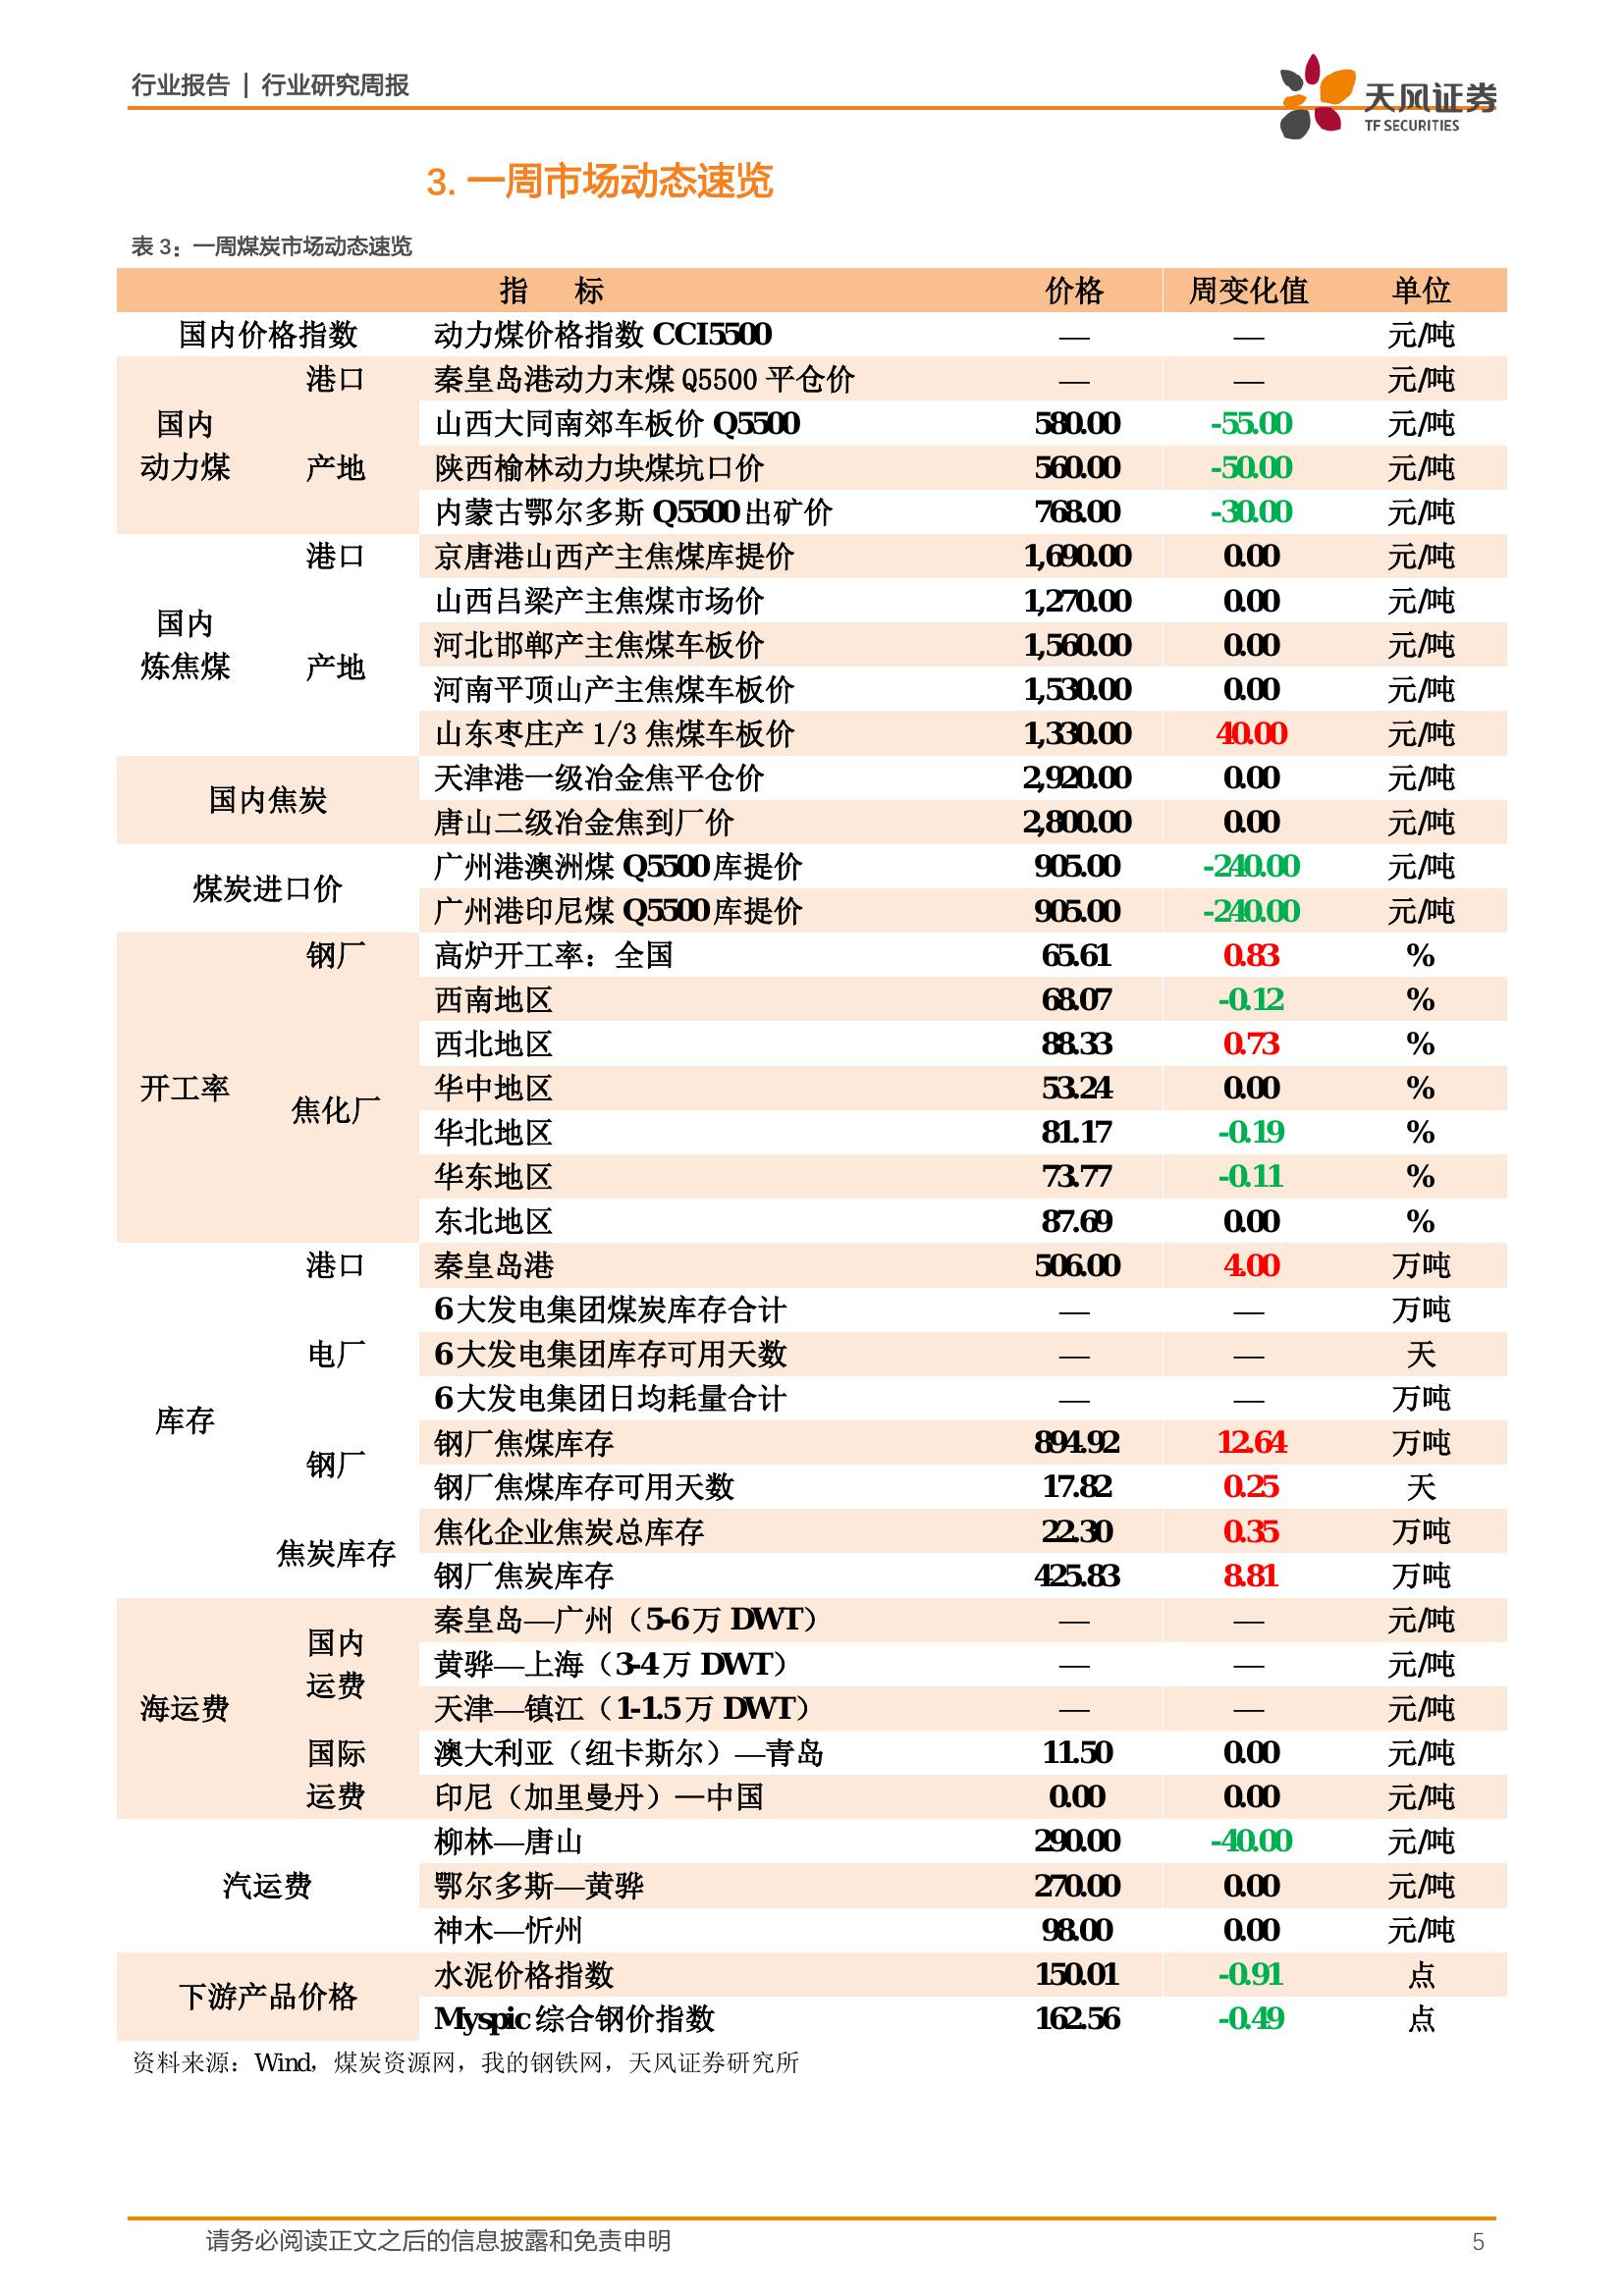 行业报告 | 行业研究周报
天风证券
TF SECURITIES
3. 一周市场动态速览
表 3：一周煤炭市场动态速览
指 标 价格 周变化值 单位
国内价格指数 动力煤价格指数 CCI5500 — — 元/吨
国内动力煤 港口 秦皇岛港动力末煤 Q5500 平仓价 — — 元/吨
产地 山西大同南郊车板价 Q5500 580.00 -55.00 元/吨
陕西榆林动力块煤坑口价 560.00 -50.00 元/吨
内蒙古鄂尔多斯 Q5500 出矿价 768.00 -30.00 元/吨
国内炼焦煤 港口 京唐港山西产主焦煤库提价 1,690.00 0.00 元/吨
产地 山西吕梁产主焦煤市场价 1,270.00 0.00 元/吨
河北邯郸产主焦煤车板价 1,560.00 0.00 元/吨
河南平顶山产主焦煤车板价 1,530.00 0.00 元/吨
山东枣庄产 1/3 焦煤车板价 1,330.00 40.00 元/吨
国内焦炭 天津港一级冶金焦平仓价 2,920.00 0.00 元/吨
唐山二级冶金焦到厂价 2,800.00 0.00 元/吨
煤炭进口价 广州港澳洲煤 Q5500 库提价 905.00 -240.00 元/吨
广州港印尼煤 Q5500 库提价 905.00 -240.00 元/吨
开工率 钢厂 高炉开工率：全国 65.61 0.83 %
焦化厂 西南地区 68.07 -0.12 %
西北地区 88.33 0.73 %
华中地区 53.24 0.00 %
华北地区 81.17 -0.19 %
华东地区 73.77 -0.11 %
东北地区 87.69 0.00 %
库存 港口 秦皇岛港 506.00 4.00 万吨
电厂 6 大发电集团煤炭库存合计 — — 万吨
6 大发电集团库存可用天数 — — 天
6 大发电集团日均耗量合计 — — 万吨
钢厂 钢厂焦煤库存 894.92 12.64 万吨
钢厂焦煤库存可用天数 17.82 0.25 天
焦炭库存 焦化企业焦炭总库存 22.30 0.35 万吨
钢厂焦炭库存 425.83 8.81 万吨
海运费 国内运费 秦皇岛—广州（5-6 万 DWT） — — 元/吨
黄骅—上海（3-4 万 DWT） — — 元/吨
天津—镇江（1-1.5 万 DWT） — — 元/吨
国际运费 澳大利亚（纽卡斯尔）—青岛 11.50 0.00 元/吨
印尼（加里曼丹）—中国 0.00 0.00 元/吨
汽运费 柳林—唐山 290.00 -40.00 元/吨
鄂尔多斯—黄骅 270.00 0.00 元/吨
神木—忻州 98.00 0.00 元/吨
下游产品价格 水泥价格指数 150.01 -0.91 点
Myspic 综合钢价指数 162.56 -0.49 点
资料来源：Wind，煤炭资源网，我的钢铁网，天风证券研究所
请务必阅读正文之后的信息披露和免责申明 5